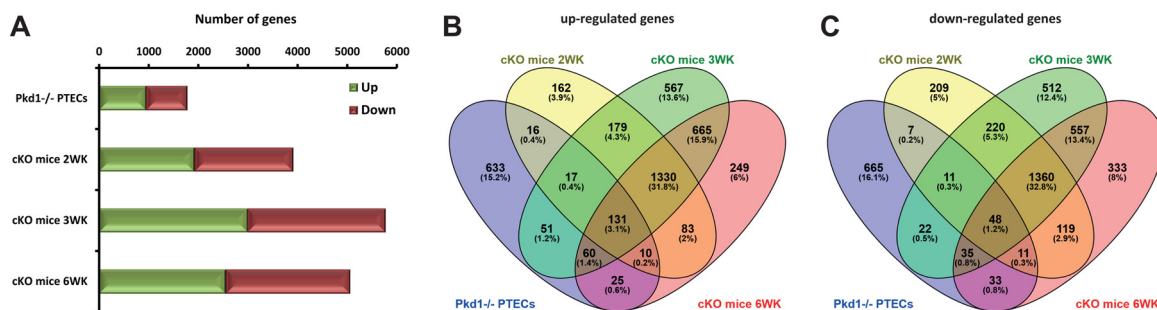 A
Number of genes
0 1000 2000 3000 4000 5000 6000
Up
Down
Pkd1-/- PTECs
cKO mice 2WK
cKO mice 3WK
cKO mice 6WK
B
up-regulated genes
cKO mice 2WK
cKO mice 3WK
162
(3.9%)
567
(13.6%)
16
(0.4%)
179
(4.3%)
665
(15.9%)
633
(15.2%)
249
(6%)
17
(0.4%)
1330
(31.8%)
131
(3.1%)
51
(1.2%)
83
(2%)
60
(1.4%)
10
(0.2%)
25
(0.6%)
Pkd1-/- PTECs
cKO mice 6WK
C
down-regulated genes
cKO mice 2WK
cKO mice 3WK
209
(5%)
512
(12.4%)
7
(0.2%)
220
(5.3%)
557
(13.4%)
665
(16.1%)
333
(8%)
11
(0.3%)
1360
(32.8%)
48
(1.2%)
22
(0.5%)
119
(2.9%)
35
(0.8%)
11
(0.3%)
33
(0.8%)
Pkd1-/- PTECs
cKO mice 6WK